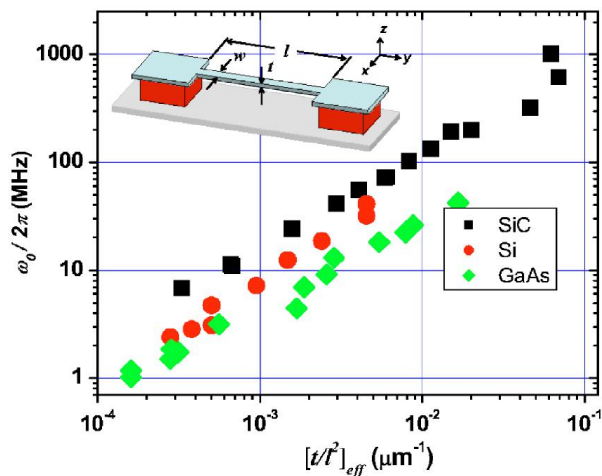 1000
100
10
1
ω₀ / 2π (MHz)
l
w
t
z
y
x
SiC
Si
GaAs
10⁻⁴
10⁻³
10⁻²
10⁻¹
[t/l²]eff (μm⁻¹)